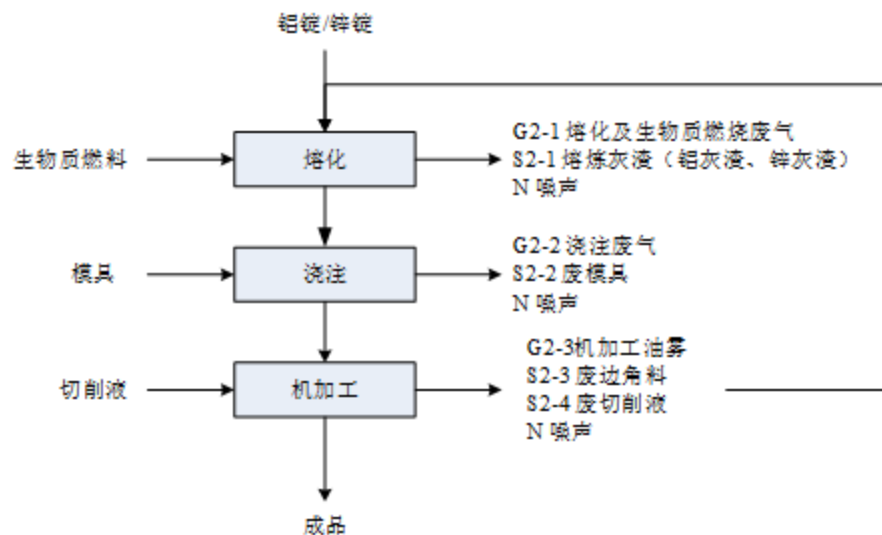 铝锭/锌锭
G2-1 熔化及生物质燃烧废气
生物质燃料
熔化
S2-1 熔炼灰渣（铝灰渣、锌灰渣）
N 噪声
G2-2 浇注废气
模具
浇注
S2-2 废模具
N 噪声
G2-3机加工油雾
S2-3 废边角料
切削液
机加工
S2-4 废切削液
N 噪声
成品